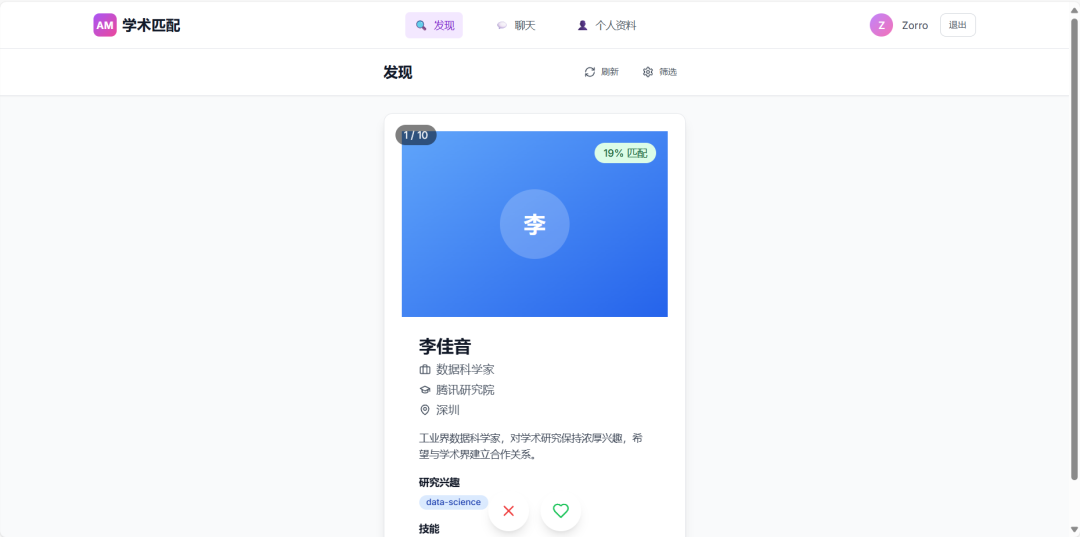 AM 学术匹配
发现
聊天
个人资料
Z
Zorro
退出
发现
刷新
筛选
1 / 10
19% 匹配
李
李佳音
数据科学家
腾讯研究院
深圳
工业界数据科学家，对学术研究保持浓厚兴趣，希
望与学术界建立合作关系。
研究兴趣
data-science
技能